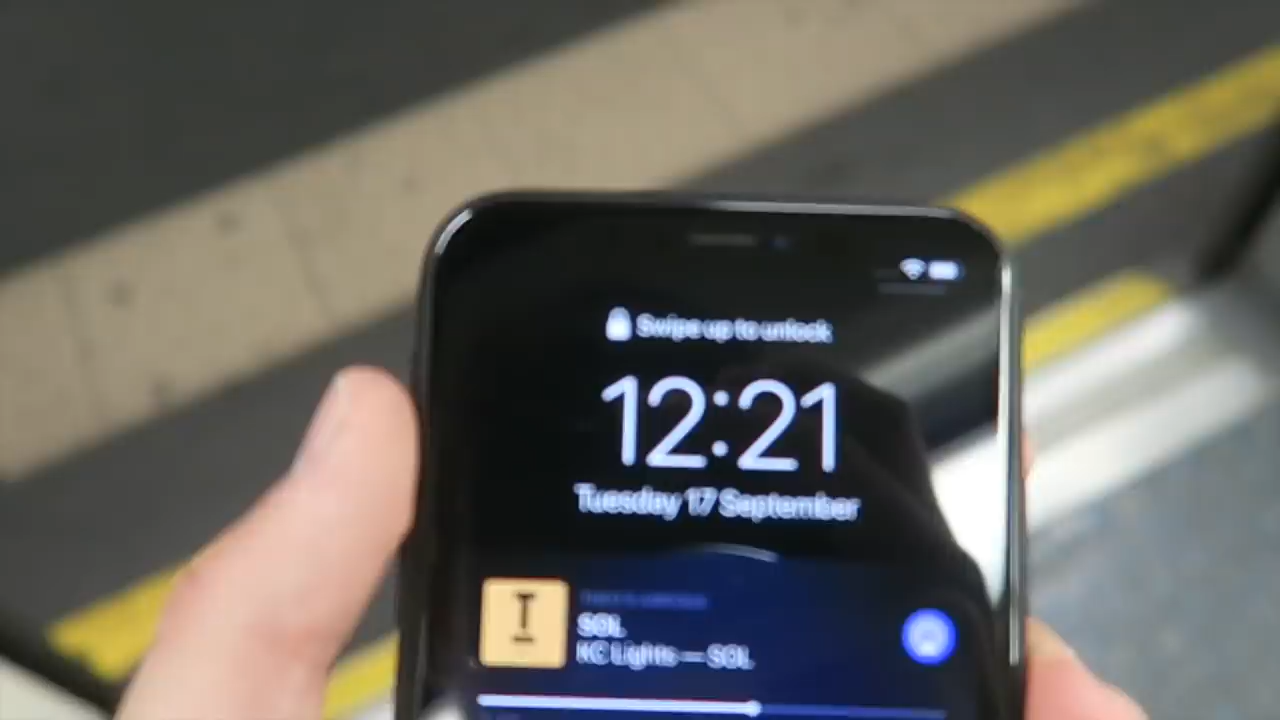 Swipe up to unlock
12:21
Tuesday 17 September
SOL
KC Lights — SOL